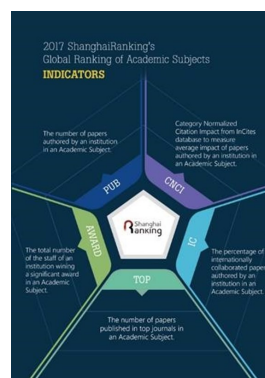 2017 ShanghaiRanking's
Global Ranking of Academic Subjects
INDICATORS
The number of papers
authored by an institution
in an Academic Subject.
Category Normalized
Citation Impact from InCites
database to measure
average impact of papers
authored by an institution in
an Academic Subject.
PUB
CNCI
Shanghai
Ranking
AWARD
IC
TOP
The total number
of the staff of an
institution wining
a significant award
in an Academic
Subject.
The percentage of
internationally
collaborated paper
authored by an
institution in an
Academic Subject.
The number of papers
published in top journals in
an Academic Subject.